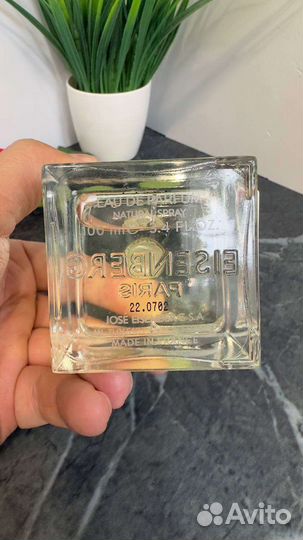 EAU DE PARFUM
NATURAL SPRAY
100 ml e 3.4 FL.OZ.
EISENBERG
PARIS
22.0702
JOSE EISENBERG S.A.
MADE IN FRANCE
Avito